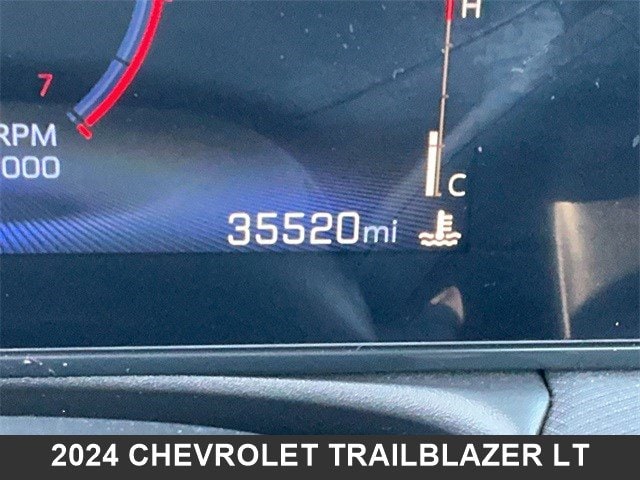 H
7
RPM
000
C
35520mi
2024 CHEVROLET TRAILBLAZER LT